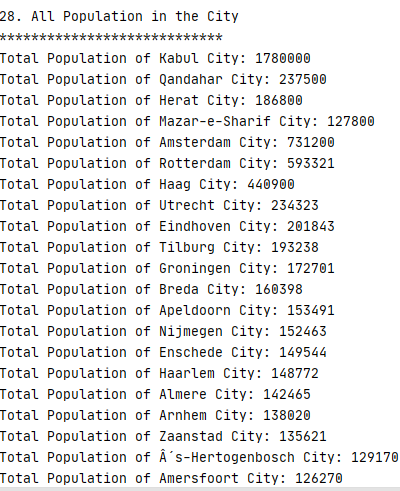 28. All Population in the City
****************************
Total Population of Kabul City: 1780000
Total Population of Qandahar City: 237500
Total Population of Herat City: 186800
Total Population of Mazar-e-Sharif City: 127800
Total Population of Amsterdam City: 731200
Total Population of Rotterdam City: 593321
Total Population of Haag City: 440900
Total Population of Utrecht City: 234323
Total Population of Eindhoven City: 201843
Total Population of Tilburg City: 193238
Total Population of Groningen City: 172701
Total Population of Breda City: 160398
Total Population of Apeldoorn City: 153491
Total Population of Nijmegen City: 152463
Total Population of Enschede City: 149544
Total Population of Haarlem City: 148772
Total Population of Almere City: 142465
Total Population of Arnhem City: 138020
Total Population of Zaanstad City: 135621
Total Population of Â´s-Hertogenbosch City: 129170
Total Population of Amersfoort City: 126270